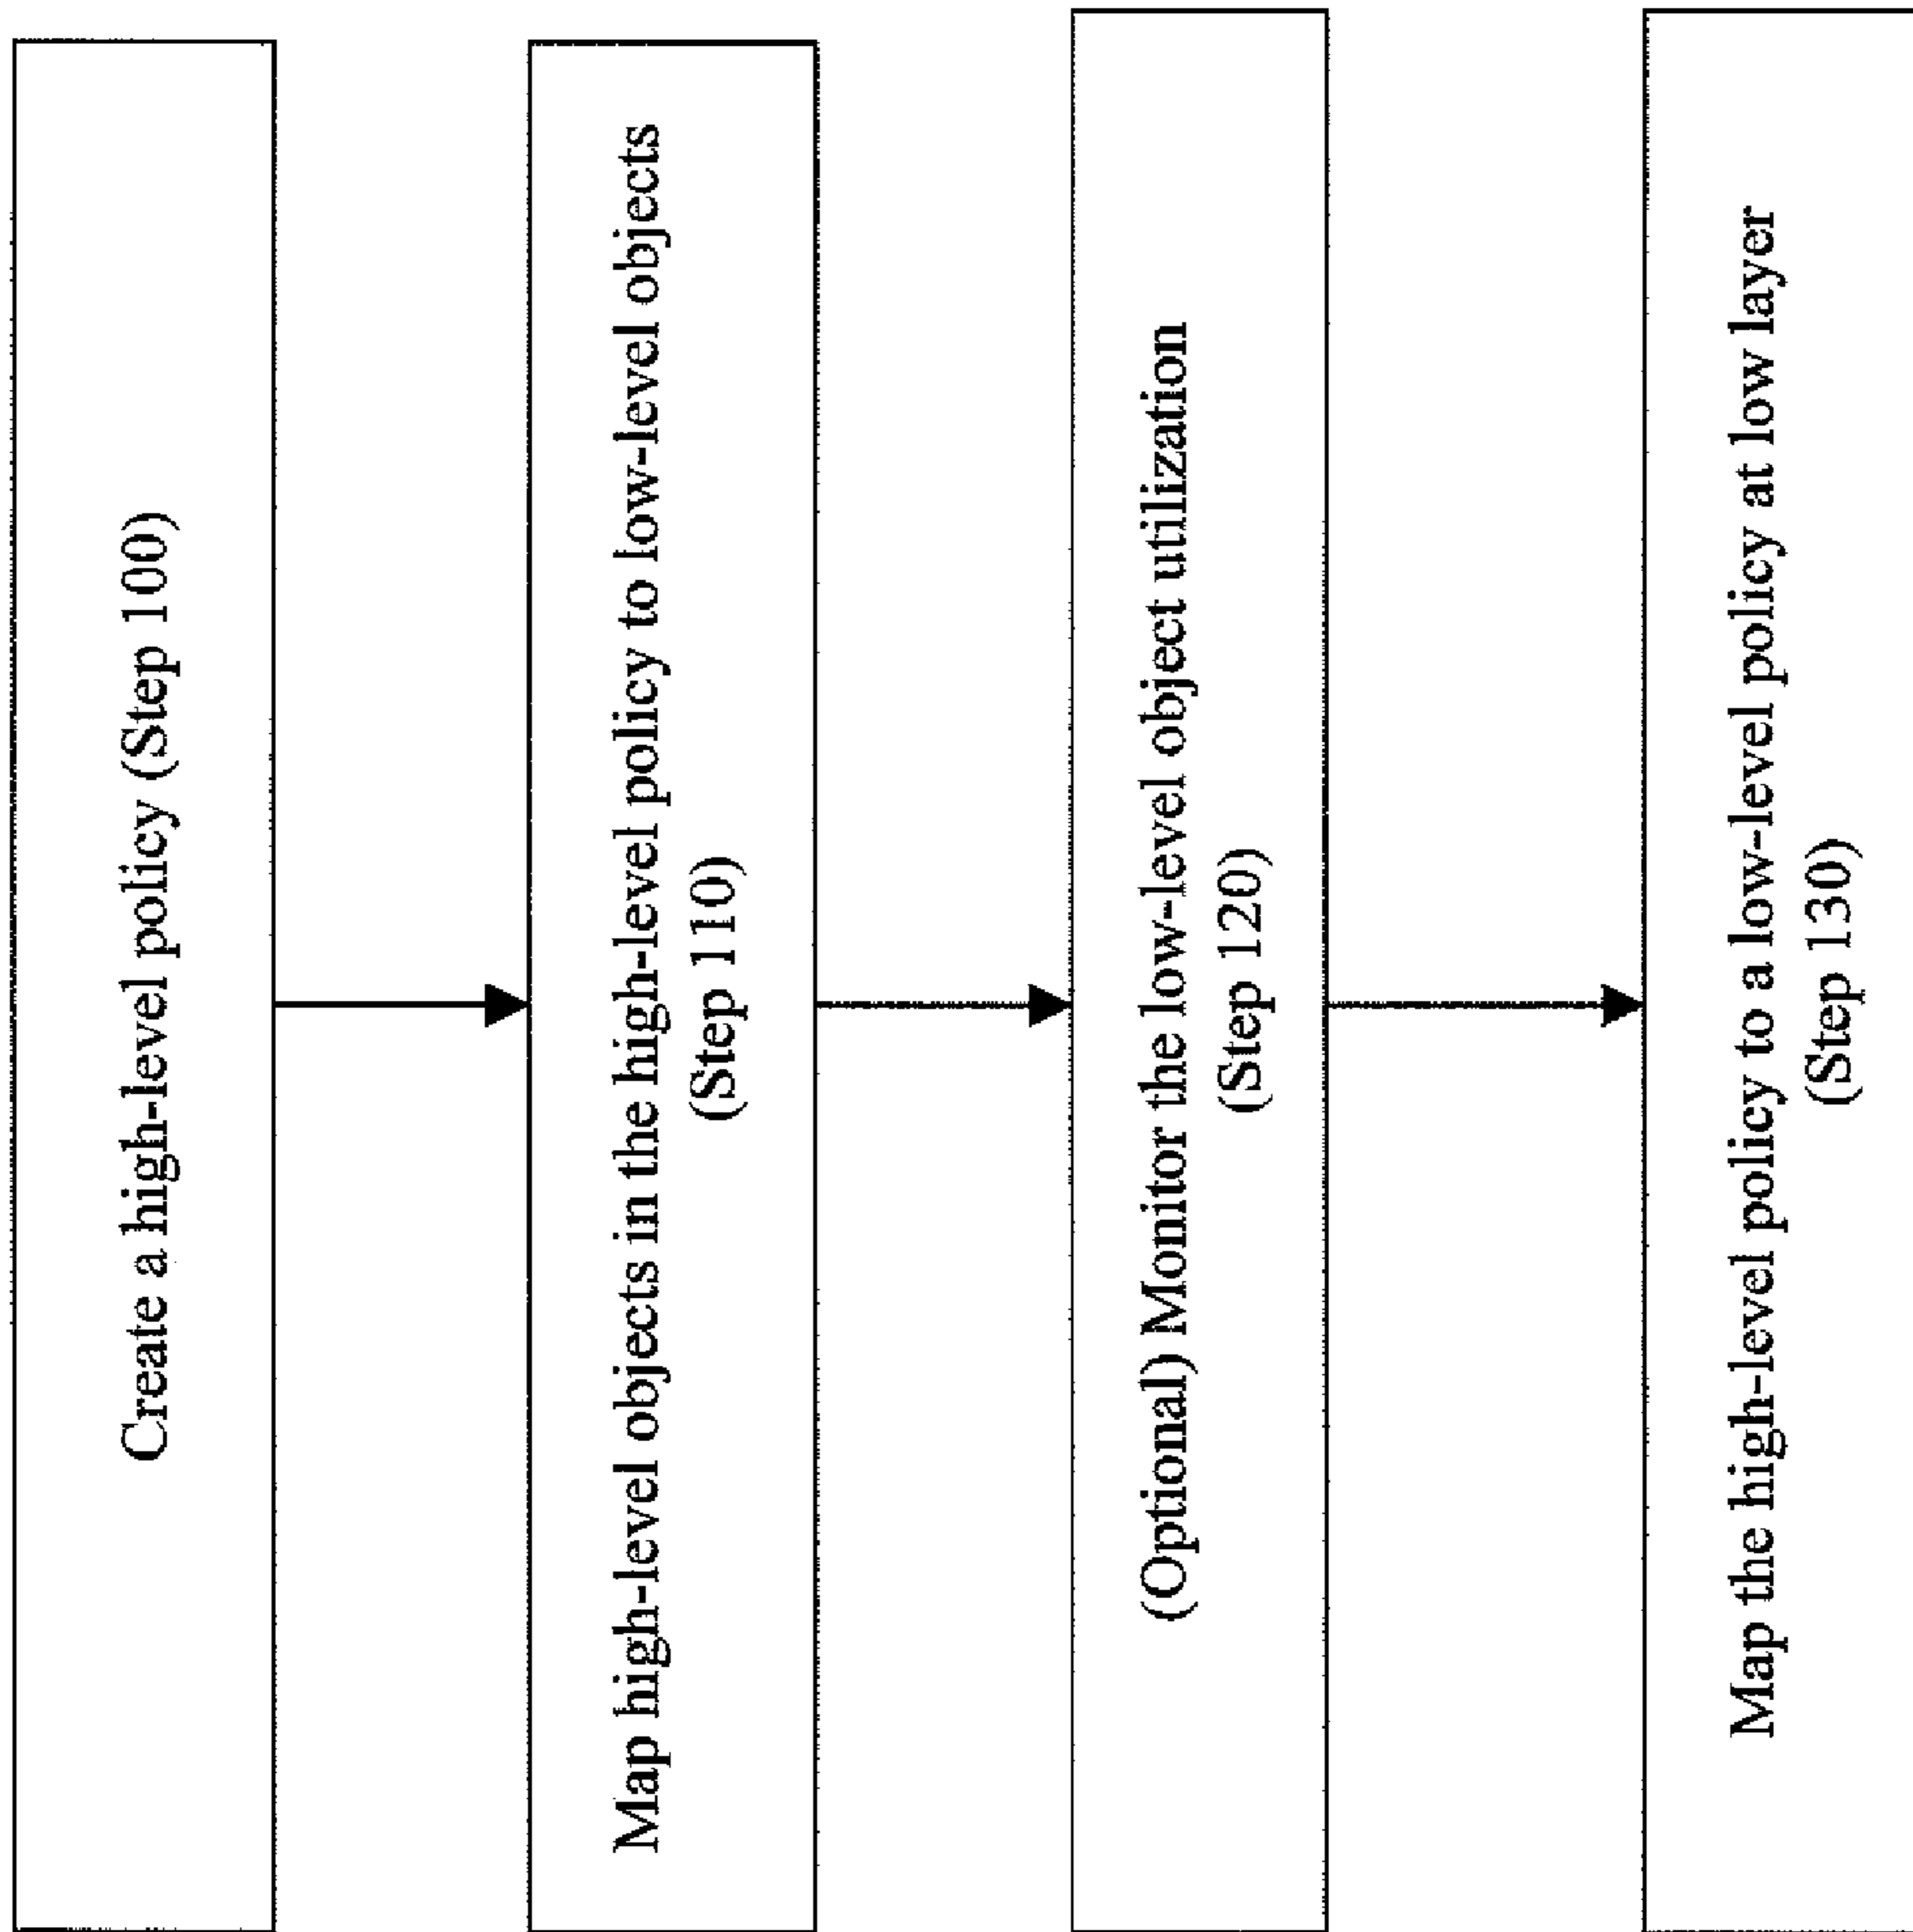 Create a high-level policy (Step 100)
Map high-level objects in the high-level policy to low-level objects
(Step 110)
(Optional) Monitor the low-level object utilization
(Step 120)
Map the high-level policy to a low-level policy at low layer
(Step 130)